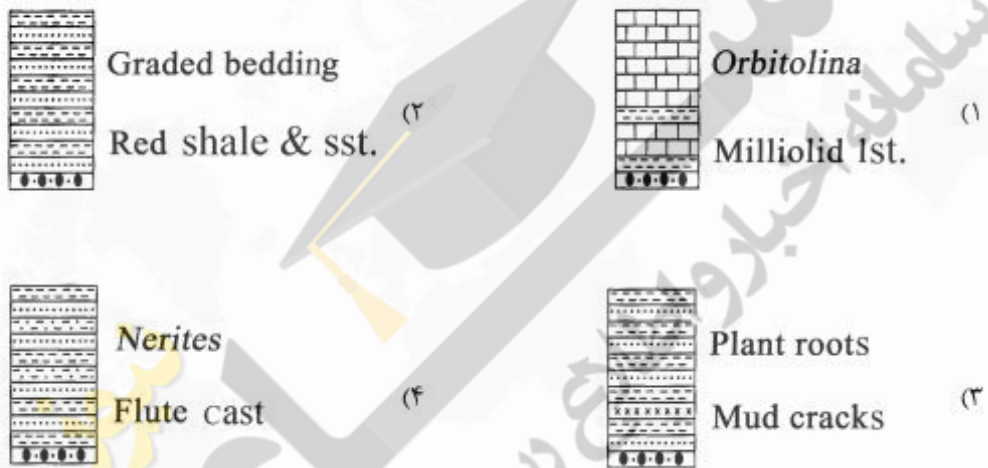 Orbitolina
(۱
Milliolid lst.
Graded bedding
(۲
Red shale & sst.
Plant roots
(۳
Mud cracks
Nerites
(۴
Flute cast